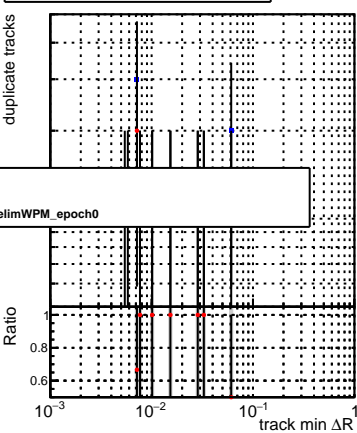 duplicate tracks
elimWPM_epoch0
Ratio
1
0.8
0.6
10⁻³ 10⁻² 10⁻¹ 1
track min ΔR